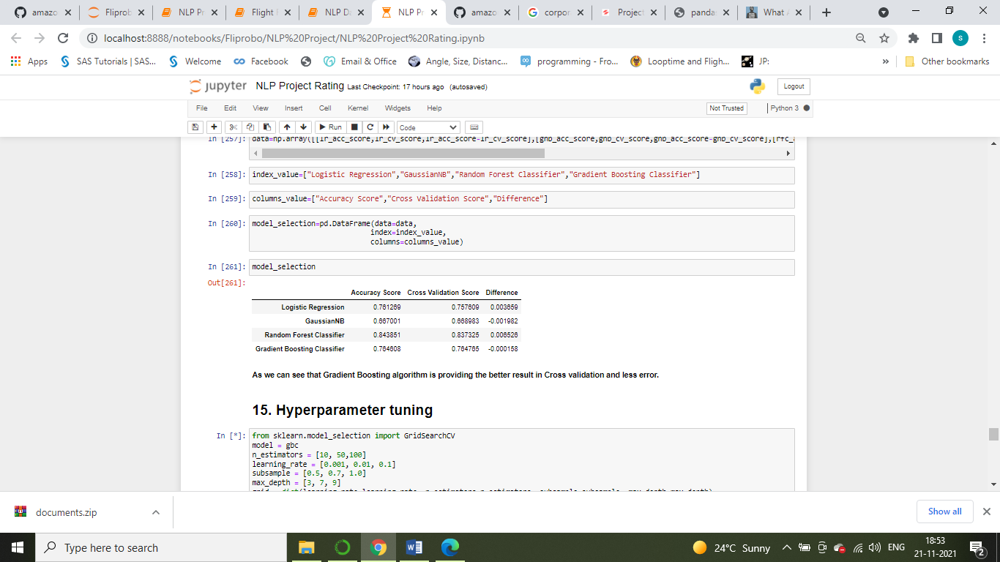 amazo
Fliprob
NLP Pr
Flight
NLP D
NLP Pr
amazo
corpor
Project
panda
What
localhost:8888/notebooks/Fliprobo/NLP%20Project/NLP%20Project%20Rating.ipynb
s
Apps
SAS Tutorials | SAS...
Welcome
Facebook
Email & Office
Angle, Size, Distanc...
programming - Fro...
Looptime and Fligh...
JP:
»
Other bookmarks
jupyter NLP Project Rating Last Checkpoint: 17 hours ago (autosaved)
Logout
File Edit View Insert Cell Kernel Widgets Help
Not Trusted
Python 3
Run
Code
In [257]: data=np.array([[lr_acc_score,lr_cv_score,lr_acc_score-lr_cv_score],[gnb_acc_score,gnb_cv_score,gnb_acc_score-gnb_cv_score],[rfc_
In [258]: index_value=["Logistic Regression","GaussianNB","Random Forest Classifier","Gradient Boosting Classifier"]
In [259]: columns_value=["Accuracy Score","Cross Validation Score","Difference"]
In [260]: model_selection=pd.DataFrame(data=data,
index=index_value,
columns=columns_value)
In [261]: model_selection
Out[261]:
Accuracy Score Cross Validation Score Difference
Logistic Regression 0.761269 0.757609 0.003659
GaussianNB 0.667001 0.668983 -0.001982
Random Forest Classifier 0.843851 0.837325 0.006526
Gradient Boosting Classifier 0.764608 0.764765 -0.000158
As we can see that Gradient Boosting algorithm is providing the better result in Cross validation and less error.
15. Hyperparameter tuning
In [*]: from sklearn.model_selection import GridSearchCV
model = gbc
n_estimators = [10, 50,100]
learning_rate = [0.001, 0.01, 0.1]
subsample = [0.5, 0.7, 1.0]
max_depth = [3, 7, 9]
documents.zip
Show all
Type here to search
24°C Sunny
ENG
18:53
21-11-2021
2